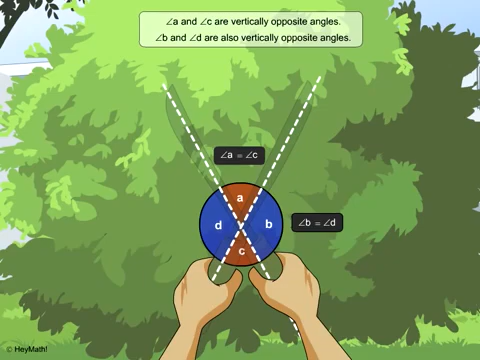 ∠a and ∠c are vertically opposite angles.
∠b and ∠d are also vertically opposite angles.
∠a = ∠c
a
d
b
∠b = ∠d
c
© HeyMath!